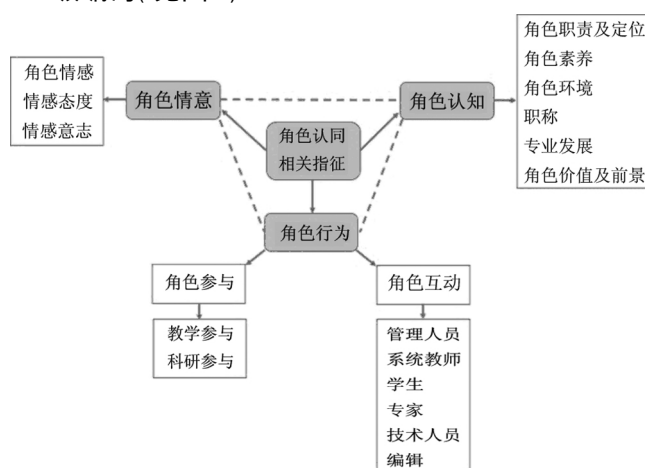 角色情感
情感态度
情感意志
角色情意
角色认知
角色职责及定位
角色素养
角色环境
职称
专业发展
角色价值及前景
角色认同
相关指征
角色行为
角色参与
教学参与
科研参与
角色互动
管理人员
系统教师
学生
专家
技术人员
编辑